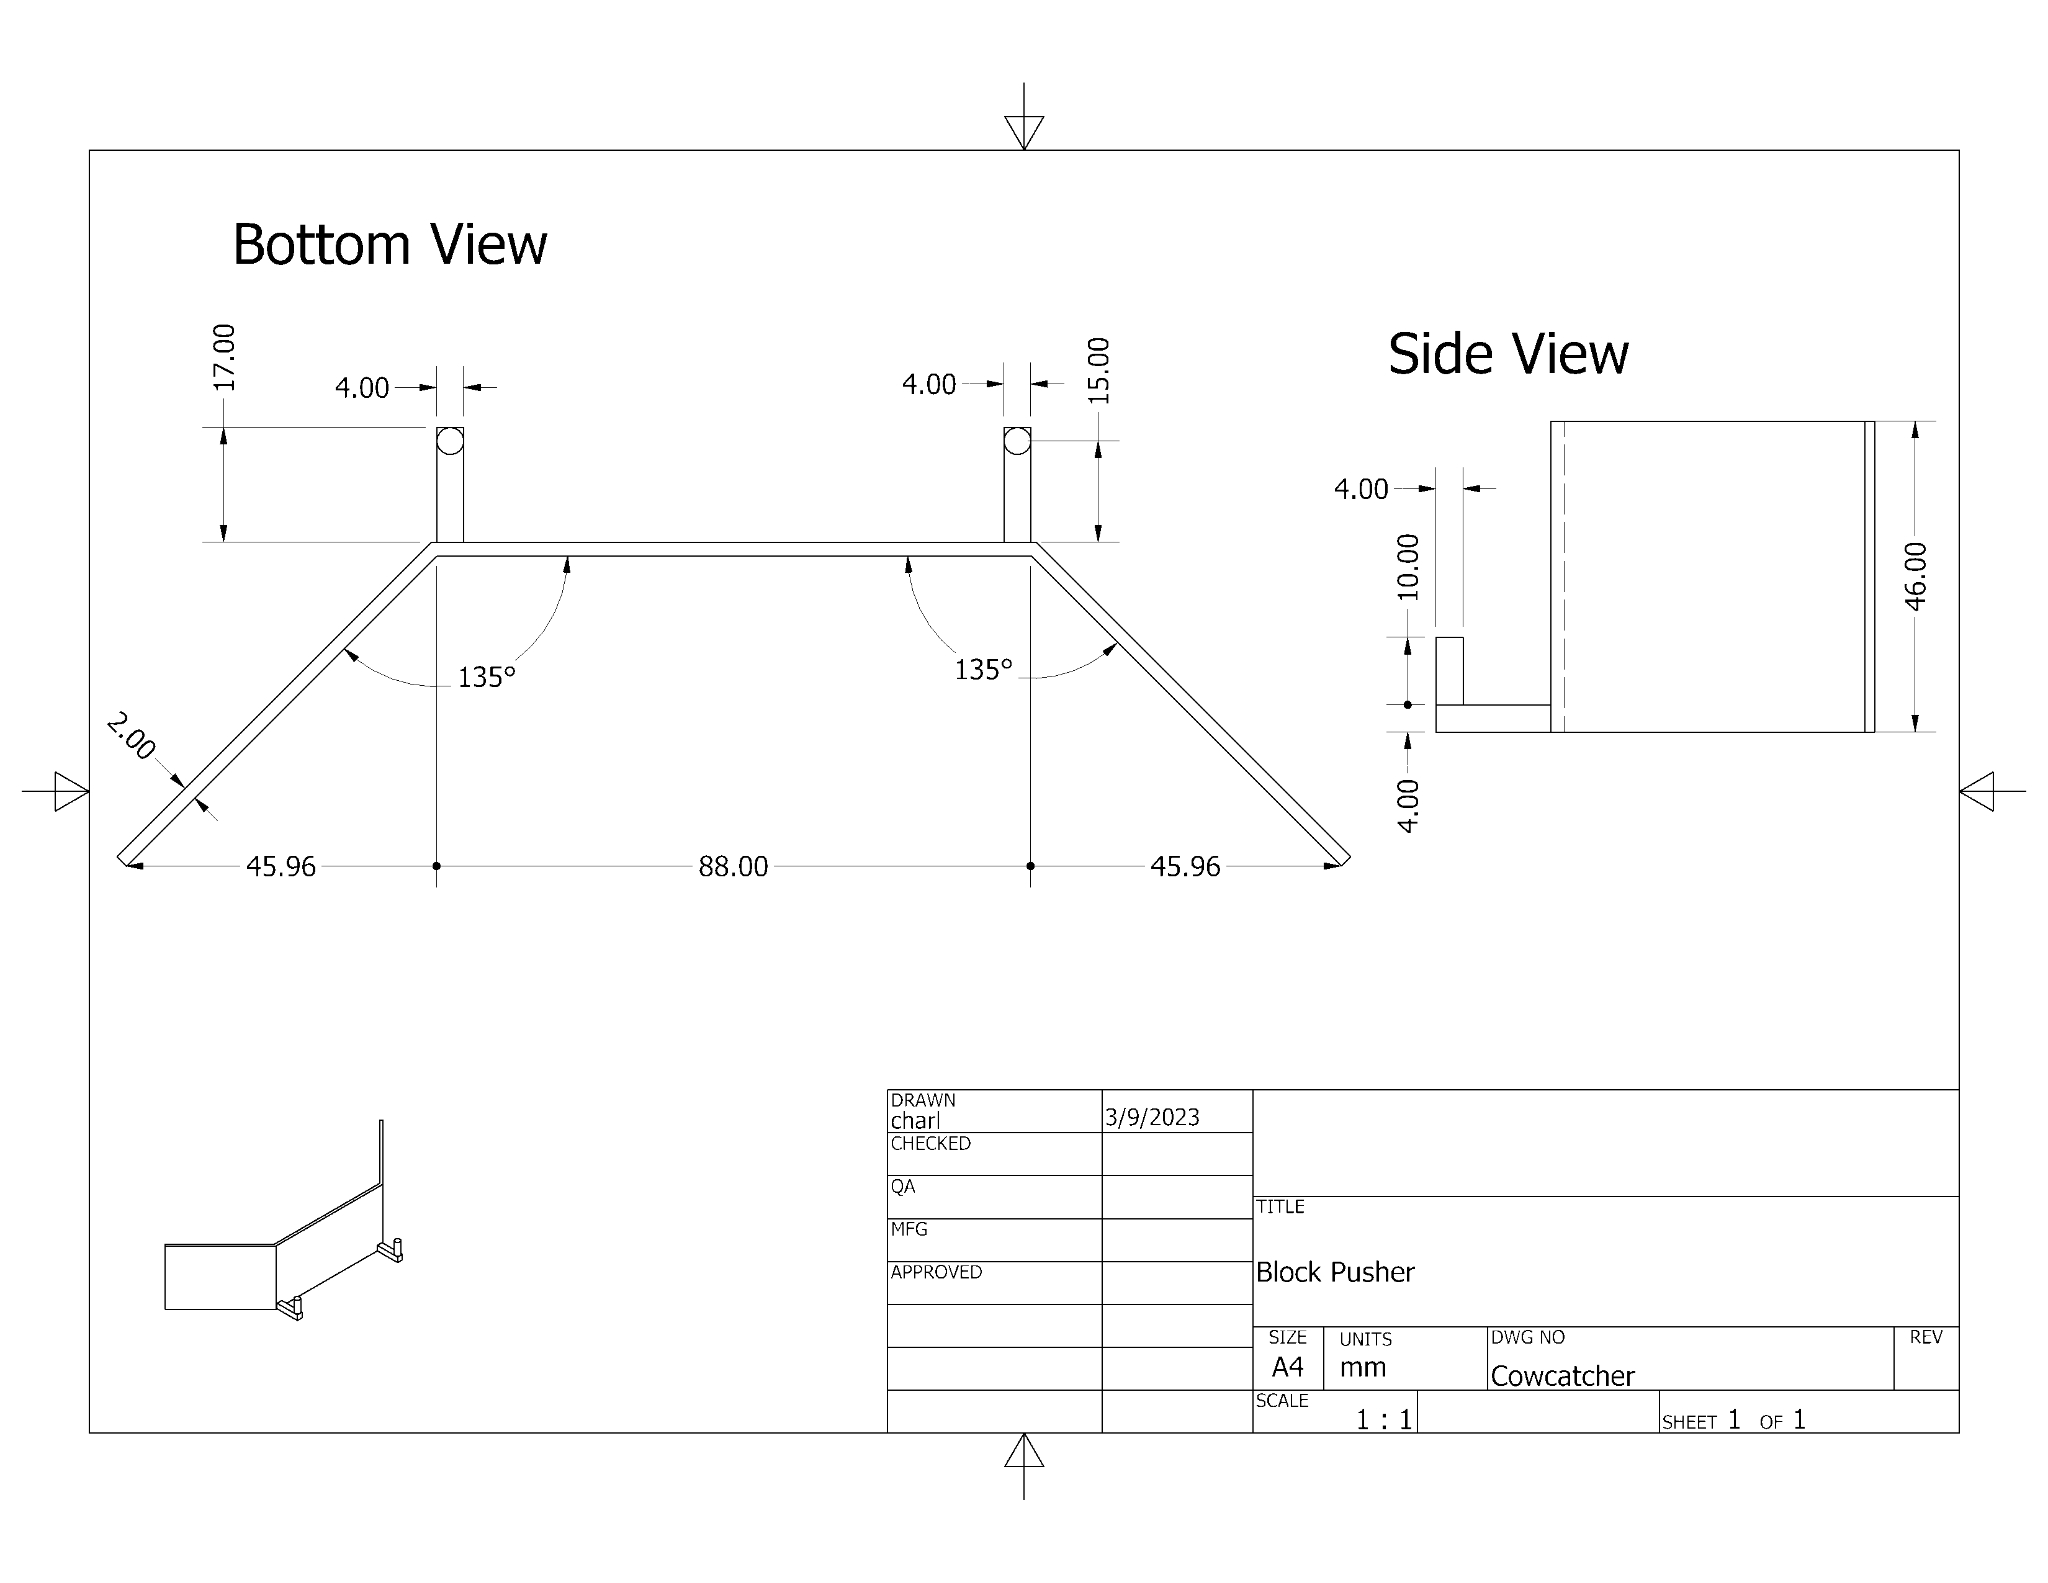 Bottom View
Side View
17.00
4.00
4.00
15.00
4.00
10.00
46.00
135°
135°
2.00
4.00
45.96
88.00
45.96
DRAWN
charl
3/9/2023
CHECKED
QA
MFG
APPROVED
TITLE
Block Pusher
SIZE
A4
UNITS
mm
DWG NO
Cowcatcher
REV
SCALE
1 : 1
SHEET 1 OF 1